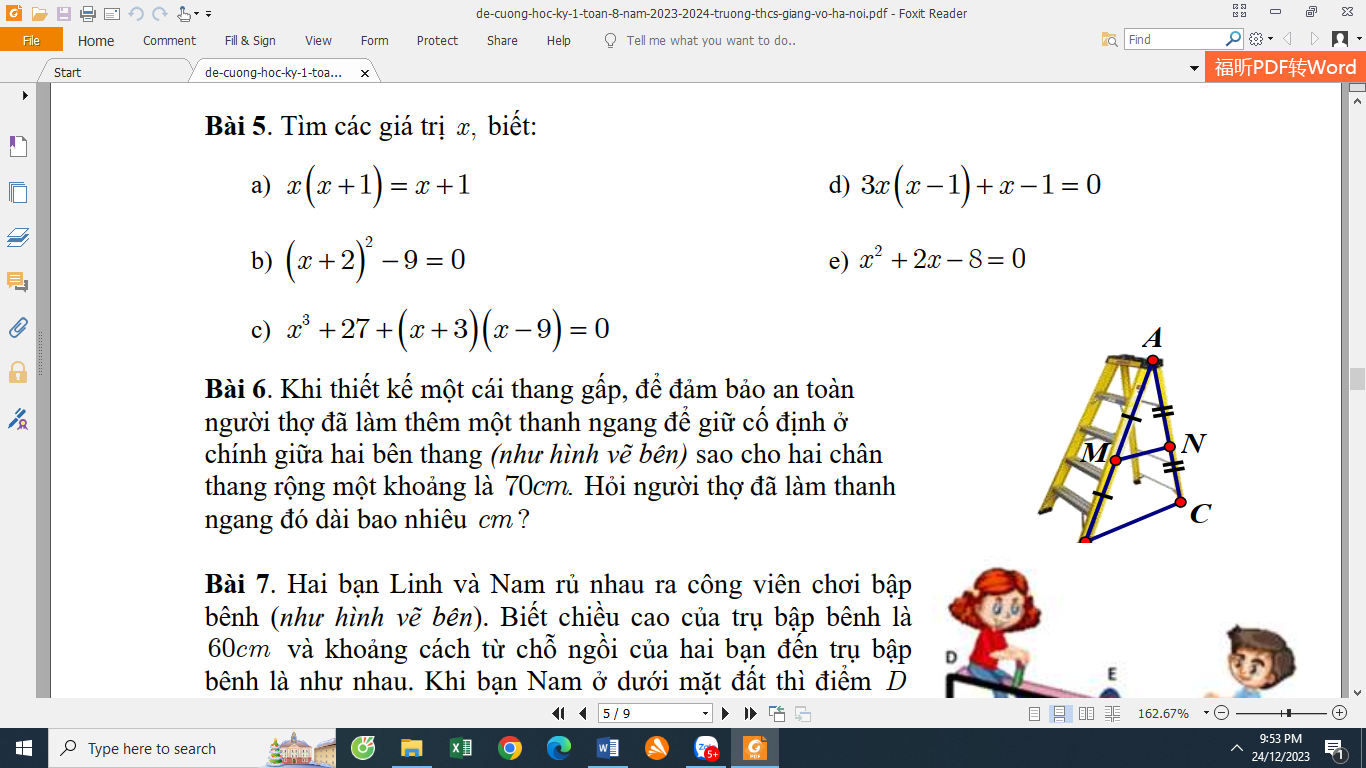 de-cuong-hoc-ky-1-toan-8-nam-2023-2024-truong-thcs-giang-vo-ha-noi.pdf - Foxit Reader
File Home Comment Fill & Sign View Form Protect Share Help Tell me what you want to do.. Find
Start de-cuong-hoc-ky-1-toa... 福昕PDF转Word
Bài 5. Tìm các giá trị x, biết:
a) x(x+1) = x+1
d) 3x(x−1)+x−1=0
b) (x+2)² −9=0
e) x² +2x−8=0
c) x³ +27+(x+3)(x−9)=0
Bài 6. Khi thiết kế một cái thang gấp, để đảm bảo an toàn
người thợ đã làm thêm một thanh ngang để giữ cố định ở
chính giữa hai bên thang (như hình vẽ bên) sao cho hai chân
thang rộng một khoảng là 70cm. Hỏi người thợ đã làm thanh
ngang đó dài bao nhiêu cm?
A
M
N
C
Bài 7. Hai bạn Linh và Nam rủ nhau ra công viên chơi bập
bênh (như hình vẽ bên). Biết chiều cao của trụ bập bênh là
60cm và khoảng cách từ chỗ ngồi của hai bạn đến trụ bập
bênh là như nhau. Khi bạn Nam ở dưới mặt đất thì điểm D
D
E
5 / 9 162.67%
Type here to search
5+
PDF
9:53 PM
24/12/2023
1